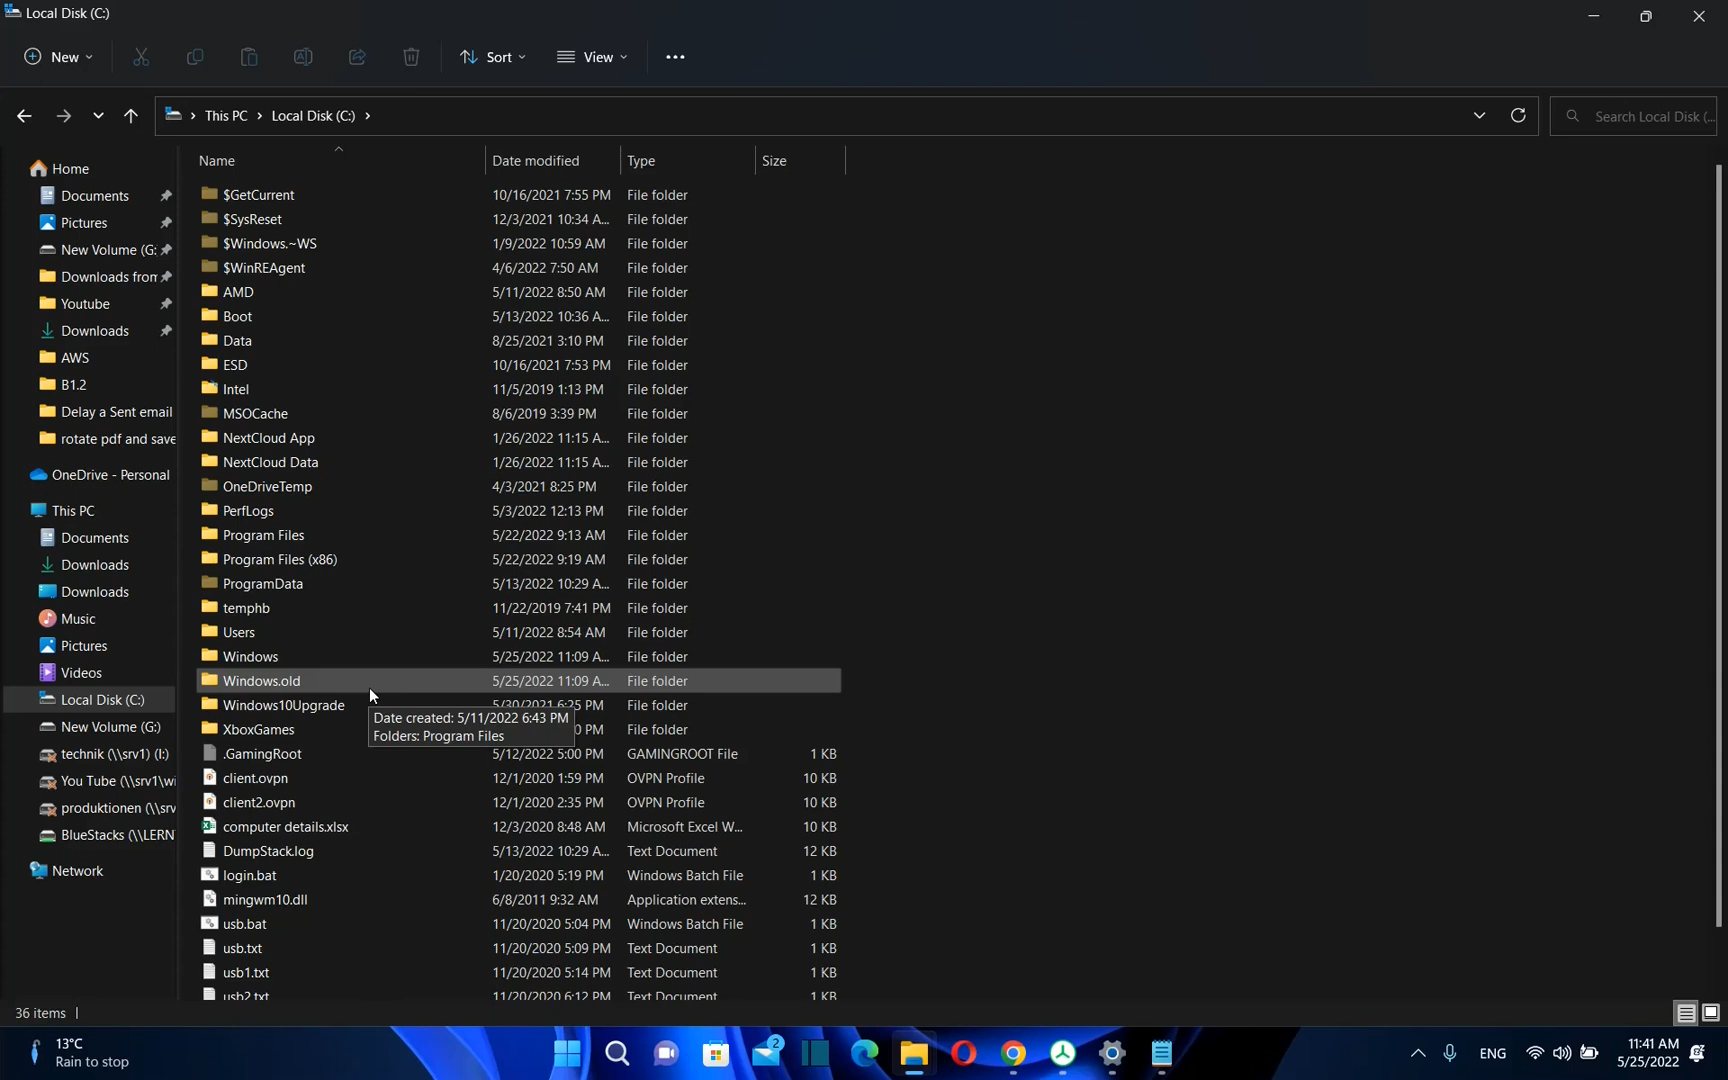 Local Disk (C:)
New
Sort
View
This PC > Local Disk (C:) >
Search Local Disk (...
Name Date modified Type Size
Home
Documents
Pictures
New Volume (G:
Downloads from
Youtube
Downloads
AWS
B1.2
Delay a Sent email
rotate pdf and save
OneDrive - Personal
This PC
Documents
Downloads
Downloads
Music
Pictures
Videos
Local Disk (C:)
New Volume (G:)
technik (\\srv1) (I:)
You Tube (\\srv1\wi
produktionen (\\srv
BlueStacks (\\LERN
Network
$GetCurrent 10/16/2021 7:55 PM File folder
$SysReset 12/3/2021 10:34 A... File folder
$Windows.~WS 1/9/2022 10:59 AM File folder
$WinREAgent 4/6/2022 7:50 AM File folder
AMD 5/11/2022 8:50 AM File folder
Boot 5/13/2022 10:36 A... File folder
Data 8/25/2021 3:10 PM File folder
ESD 10/16/2021 7:53 PM File folder
Intel 11/5/2019 1:13 PM File folder
MSOCache 8/6/2019 3:39 PM File folder
NextCloud App 1/26/2022 11:15 A... File folder
NextCloud Data 1/26/2022 11:15 A... File folder
OneDriveTemp 4/3/2021 8:25 PM File folder
PerfLogs 5/3/2022 12:13 PM File folder
Program Files 5/22/2022 9:13 AM File folder
Program Files (x86) 5/22/2022 9:19 AM File folder
ProgramData 5/13/2022 10:29 A... File folder
temphb 11/22/2019 7:41 PM File folder
Users 5/11/2022 8:54 AM File folder
Windows 5/25/2022 11:09 A... File folder
Windows.old 5/25/2022 11:09 A... File folder
Windows10Upgrade 5/30/2021 6:25 PM File folder
Date created: 5/11/2022 6:43 PM
Folders: Program Files
XboxGames 0 PM File folder
.GamingRoot 5/12/2022 5:00 PM GAMINGROOT File 1 KB
client.ovpn 12/1/2020 1:59 PM OVPN Profile 10 KB
client2.ovpn 12/1/2020 2:35 PM OVPN Profile 10 KB
computer details.xlsx 12/3/2020 8:48 AM Microsoft Excel W... 10 KB
DumpStack.log 5/13/2022 10:29 A... Text Document 12 KB
login.bat 1/20/2020 5:19 PM Windows Batch File 1 KB
mingwm10.dll 6/8/2011 9:32 AM Application extens... 12 KB
usb.bat 11/20/2020 5:04 PM Windows Batch File 1 KB
usb.txt 11/20/2020 5:09 PM Text Document 1 KB
usb1.txt 11/20/2020 5:14 PM Text Document 1 KB
usb2.txt 11/20/2020 6:12 PM Text Document 1 KB
36 items
13°C
Rain to stop
2
ENG
11:41 AM
5/25/2022